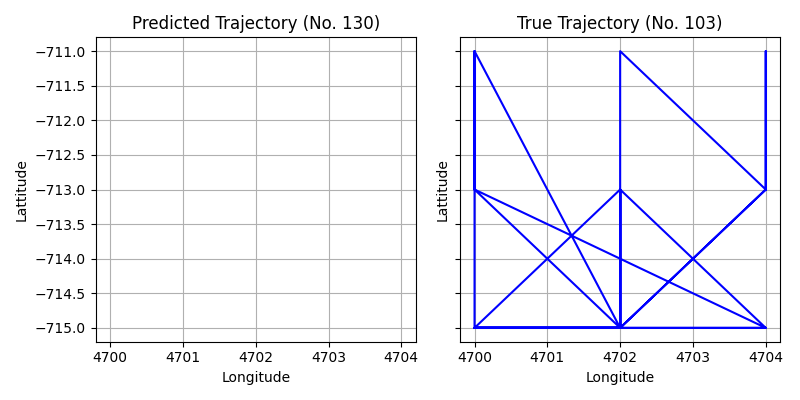 Predicted Trajectory (No. 130)
True Trajectory (No. 103)
−711.0
−711.5
−712.0
−712.5
−713.0
−713.5
−714.0
−714.5
−715.0
Lattitude
Lattitude
4700 4701 4702 4703 4704
4700 4701 4702 4703 4704
Longitude
Longitude